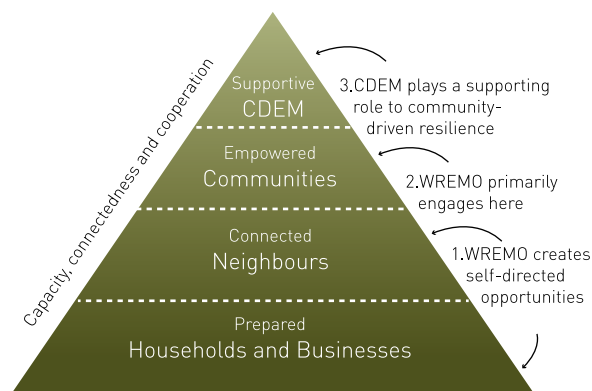 Capacity, connectedness and cooperation
Supportive
CDEM
3.CDEM plays a supporting
role to community-
driven resilience
Empowered
Communities
2.WREMO primarily
engages here
Connected
Neighbours
1.WREMO creates
self-directed
opportunities
Prepared
Households and Businesses